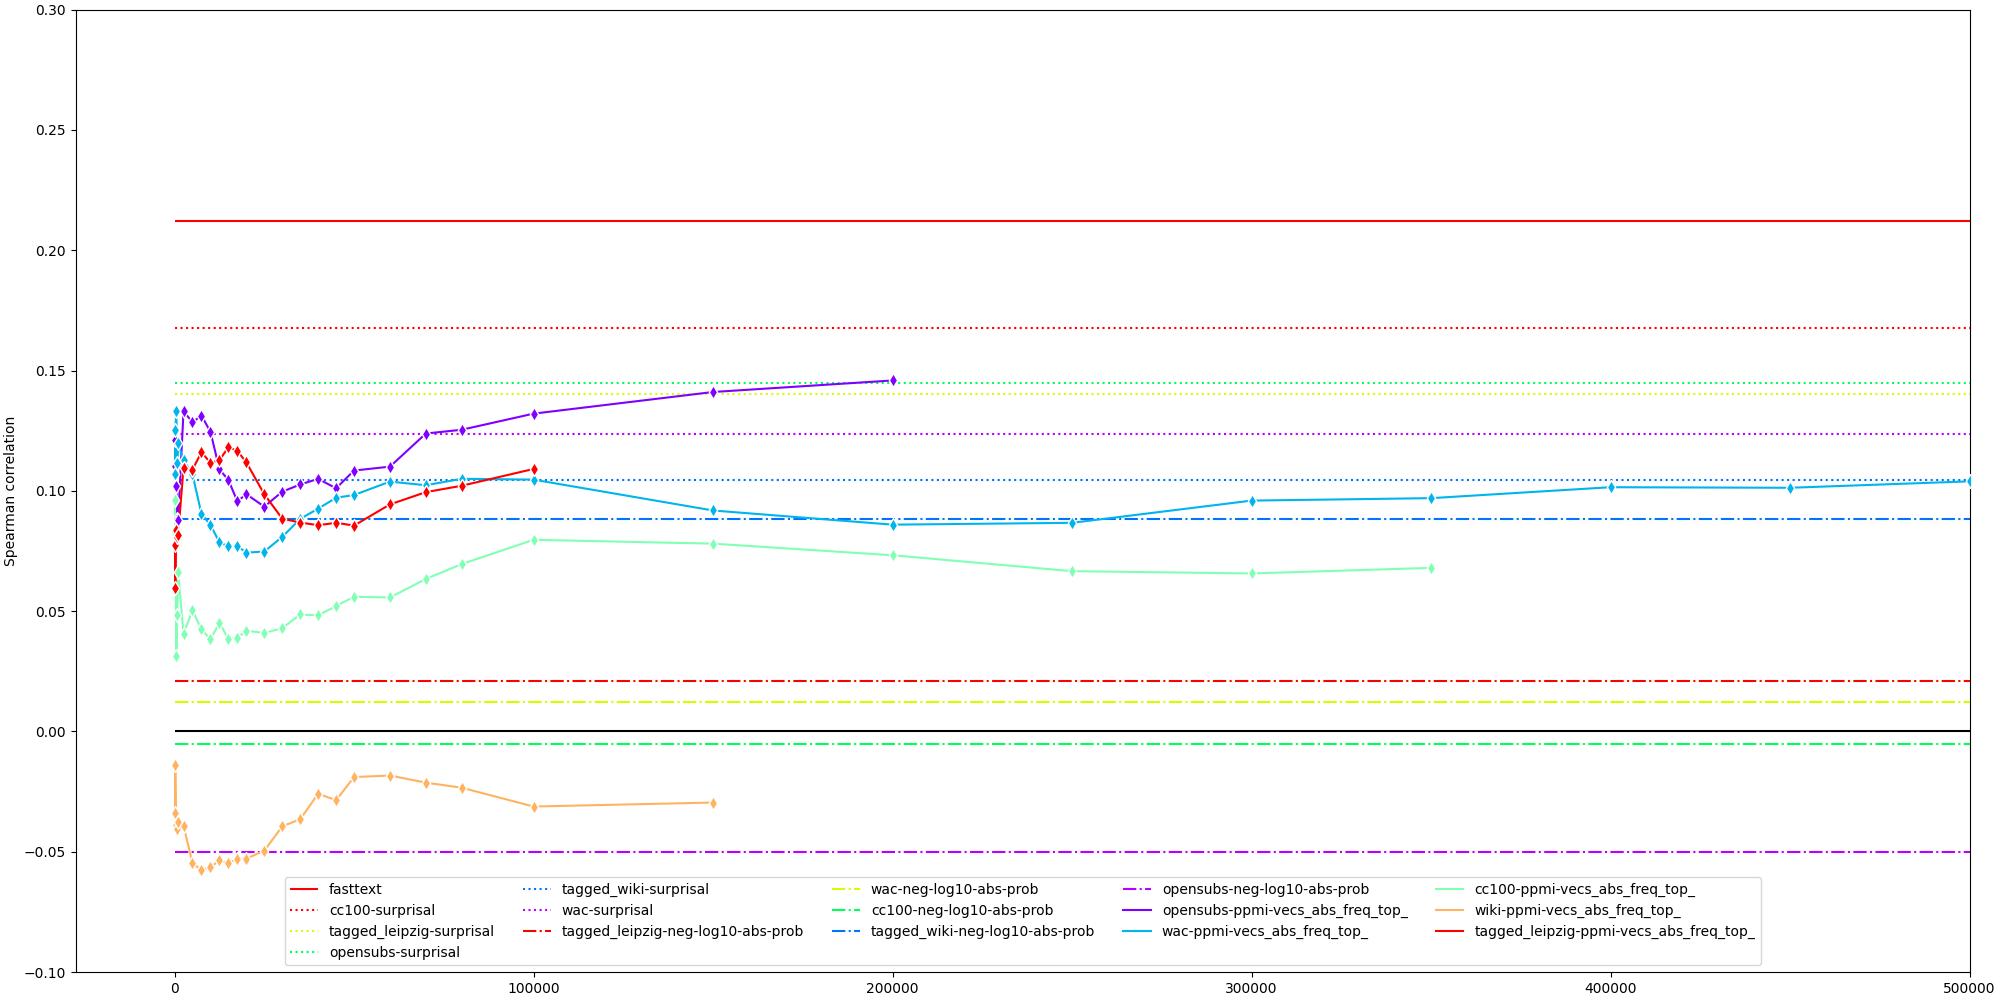 0.30
0.25
0.20
0.15
0.10
0.05
0.00
−0.05
−0.10
Spearman correlation
0
100000
200000
300000
400000
500000
fasttext
cc100-surprisal
tagged_leipzig-surprisal
opensubs-surprisal
tagged_wiki-surprisal
wac-surprisal
tagged_leipzig-neg-log10-abs-prob
wac-neg-log10-abs-prob
cc100-neg-log10-abs-prob
tagged_wiki-neg-log10-abs-prob
opensubs-neg-log10-abs-prob
opensubs-ppmi-vecs_abs_freq_top_
wac-ppmi-vecs_abs_freq_top_
cc100-ppmi-vecs_abs_freq_top_
wiki-ppmi-vecs_abs_freq_top_
tagged_leipzig-ppmi-vecs_abs_freq_top_